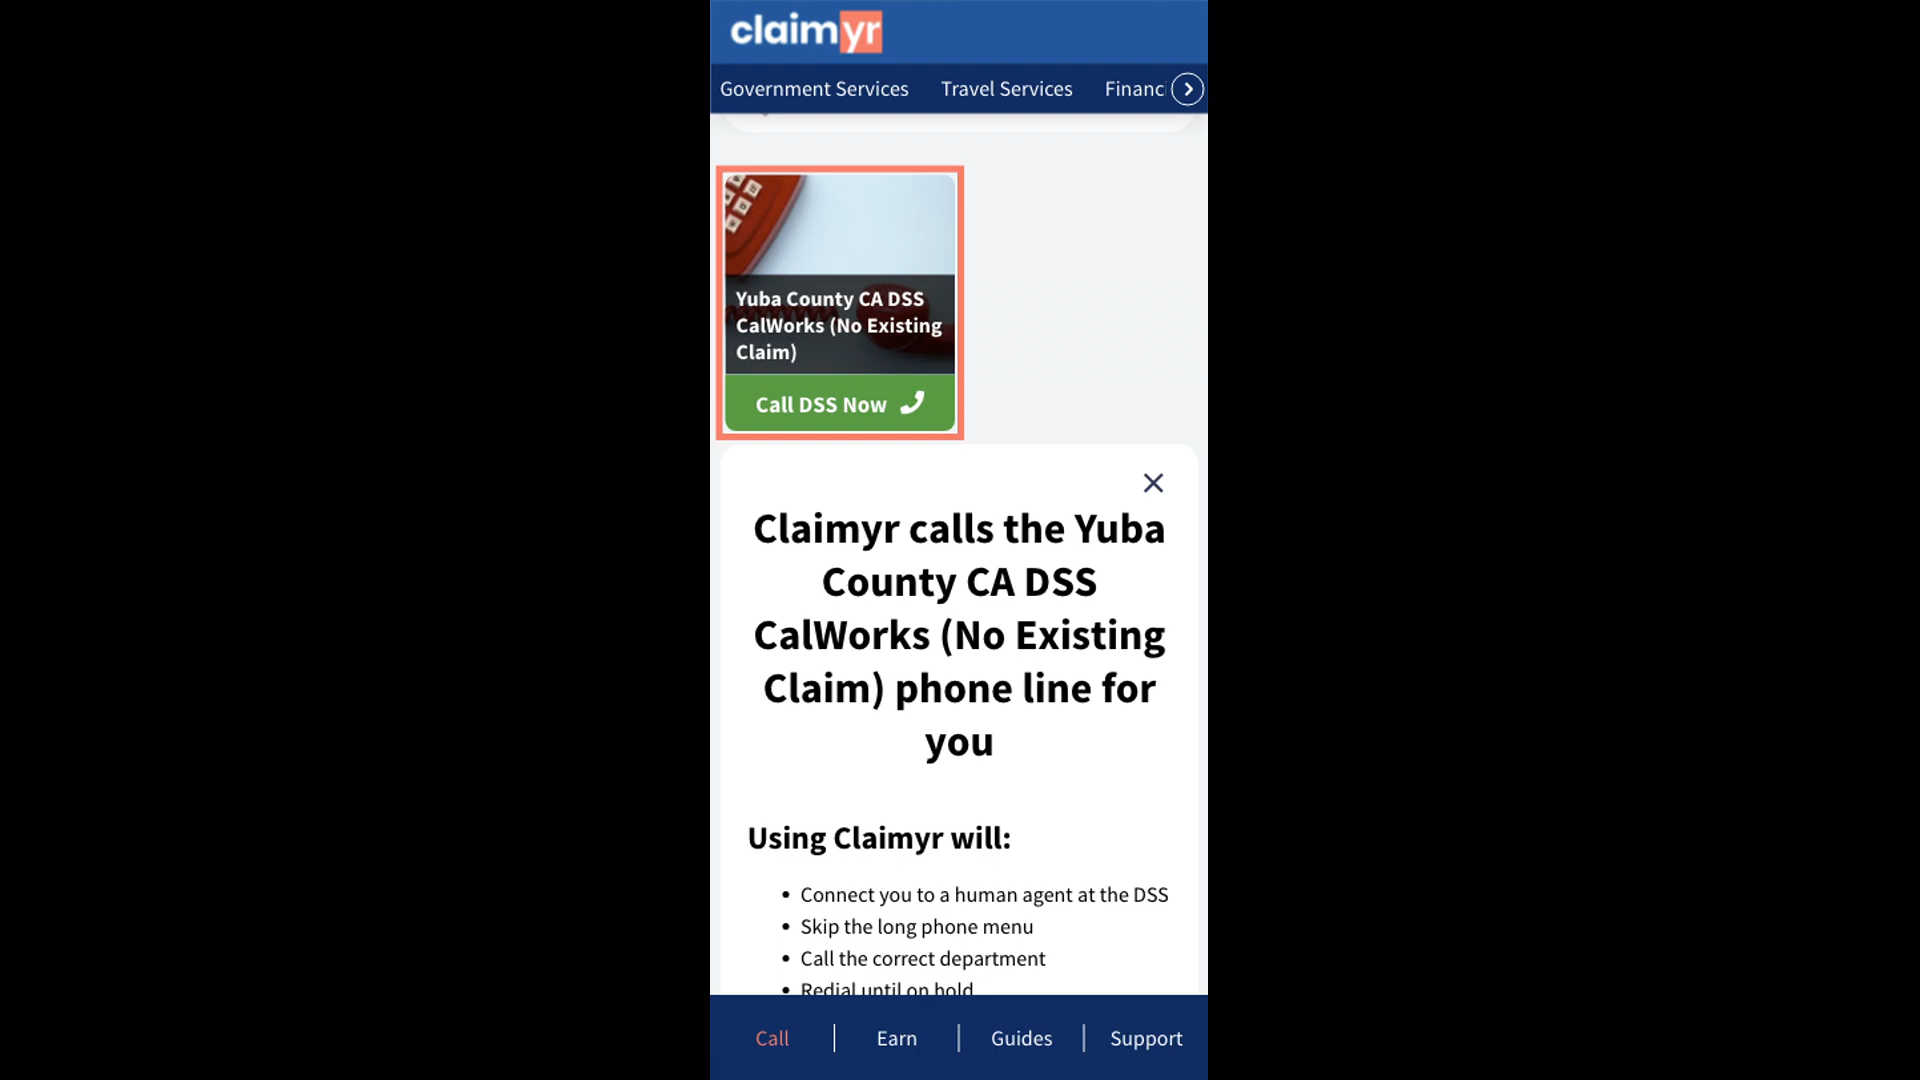 claimyr
Government Services Travel Services Financ
Yuba County CA DSS
CalWorks (No Existing
Claim)
Call DSS Now
Claimyr calls the Yuba
County CA DSS
CalWorks (No Existing
Claim) phone line for
you
Using Claimyr will:
• Connect you to a human agent at the DSS
• Skip the long phone menu
• Call the correct department
• Redial until on hold
Call | Earn | Guides | Support